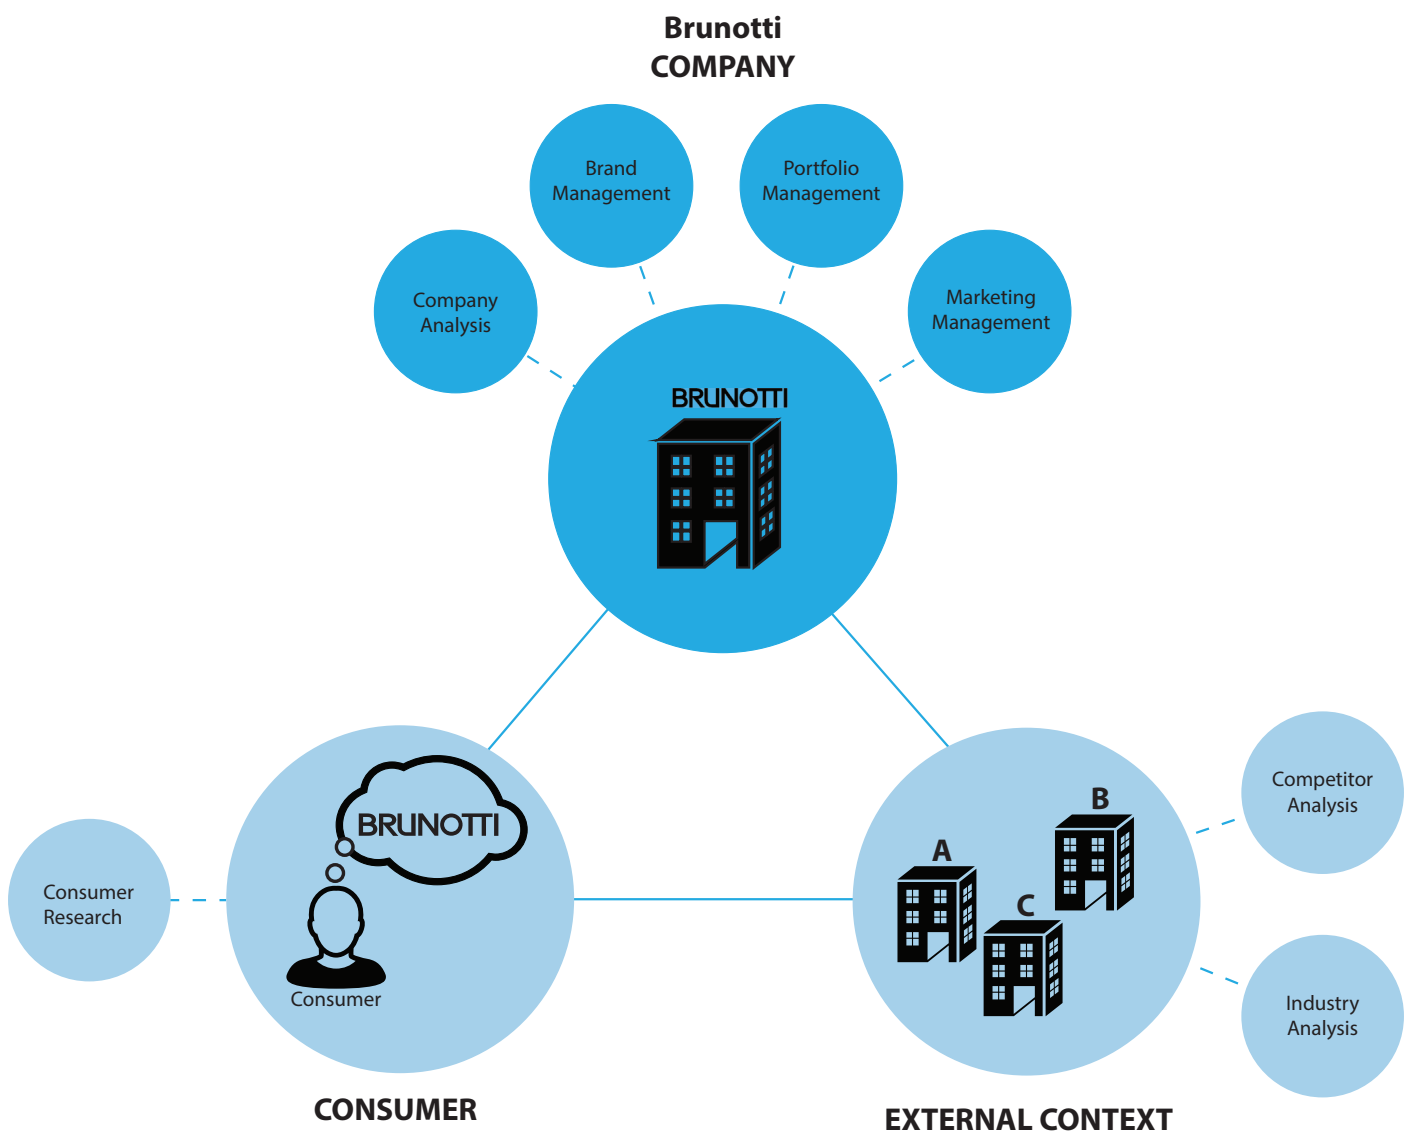 Brunotti
COMPANY
Brand
Management
Portfolio
Management
Company
Analysis
Marketing
Management
BRUNOTTI
BRUNOTTI
Consumer
Consumer
Research
A
B
C
Competitor
Analysis
Industry
Analysis
CONSUMER
EXTERNAL CONTEXT